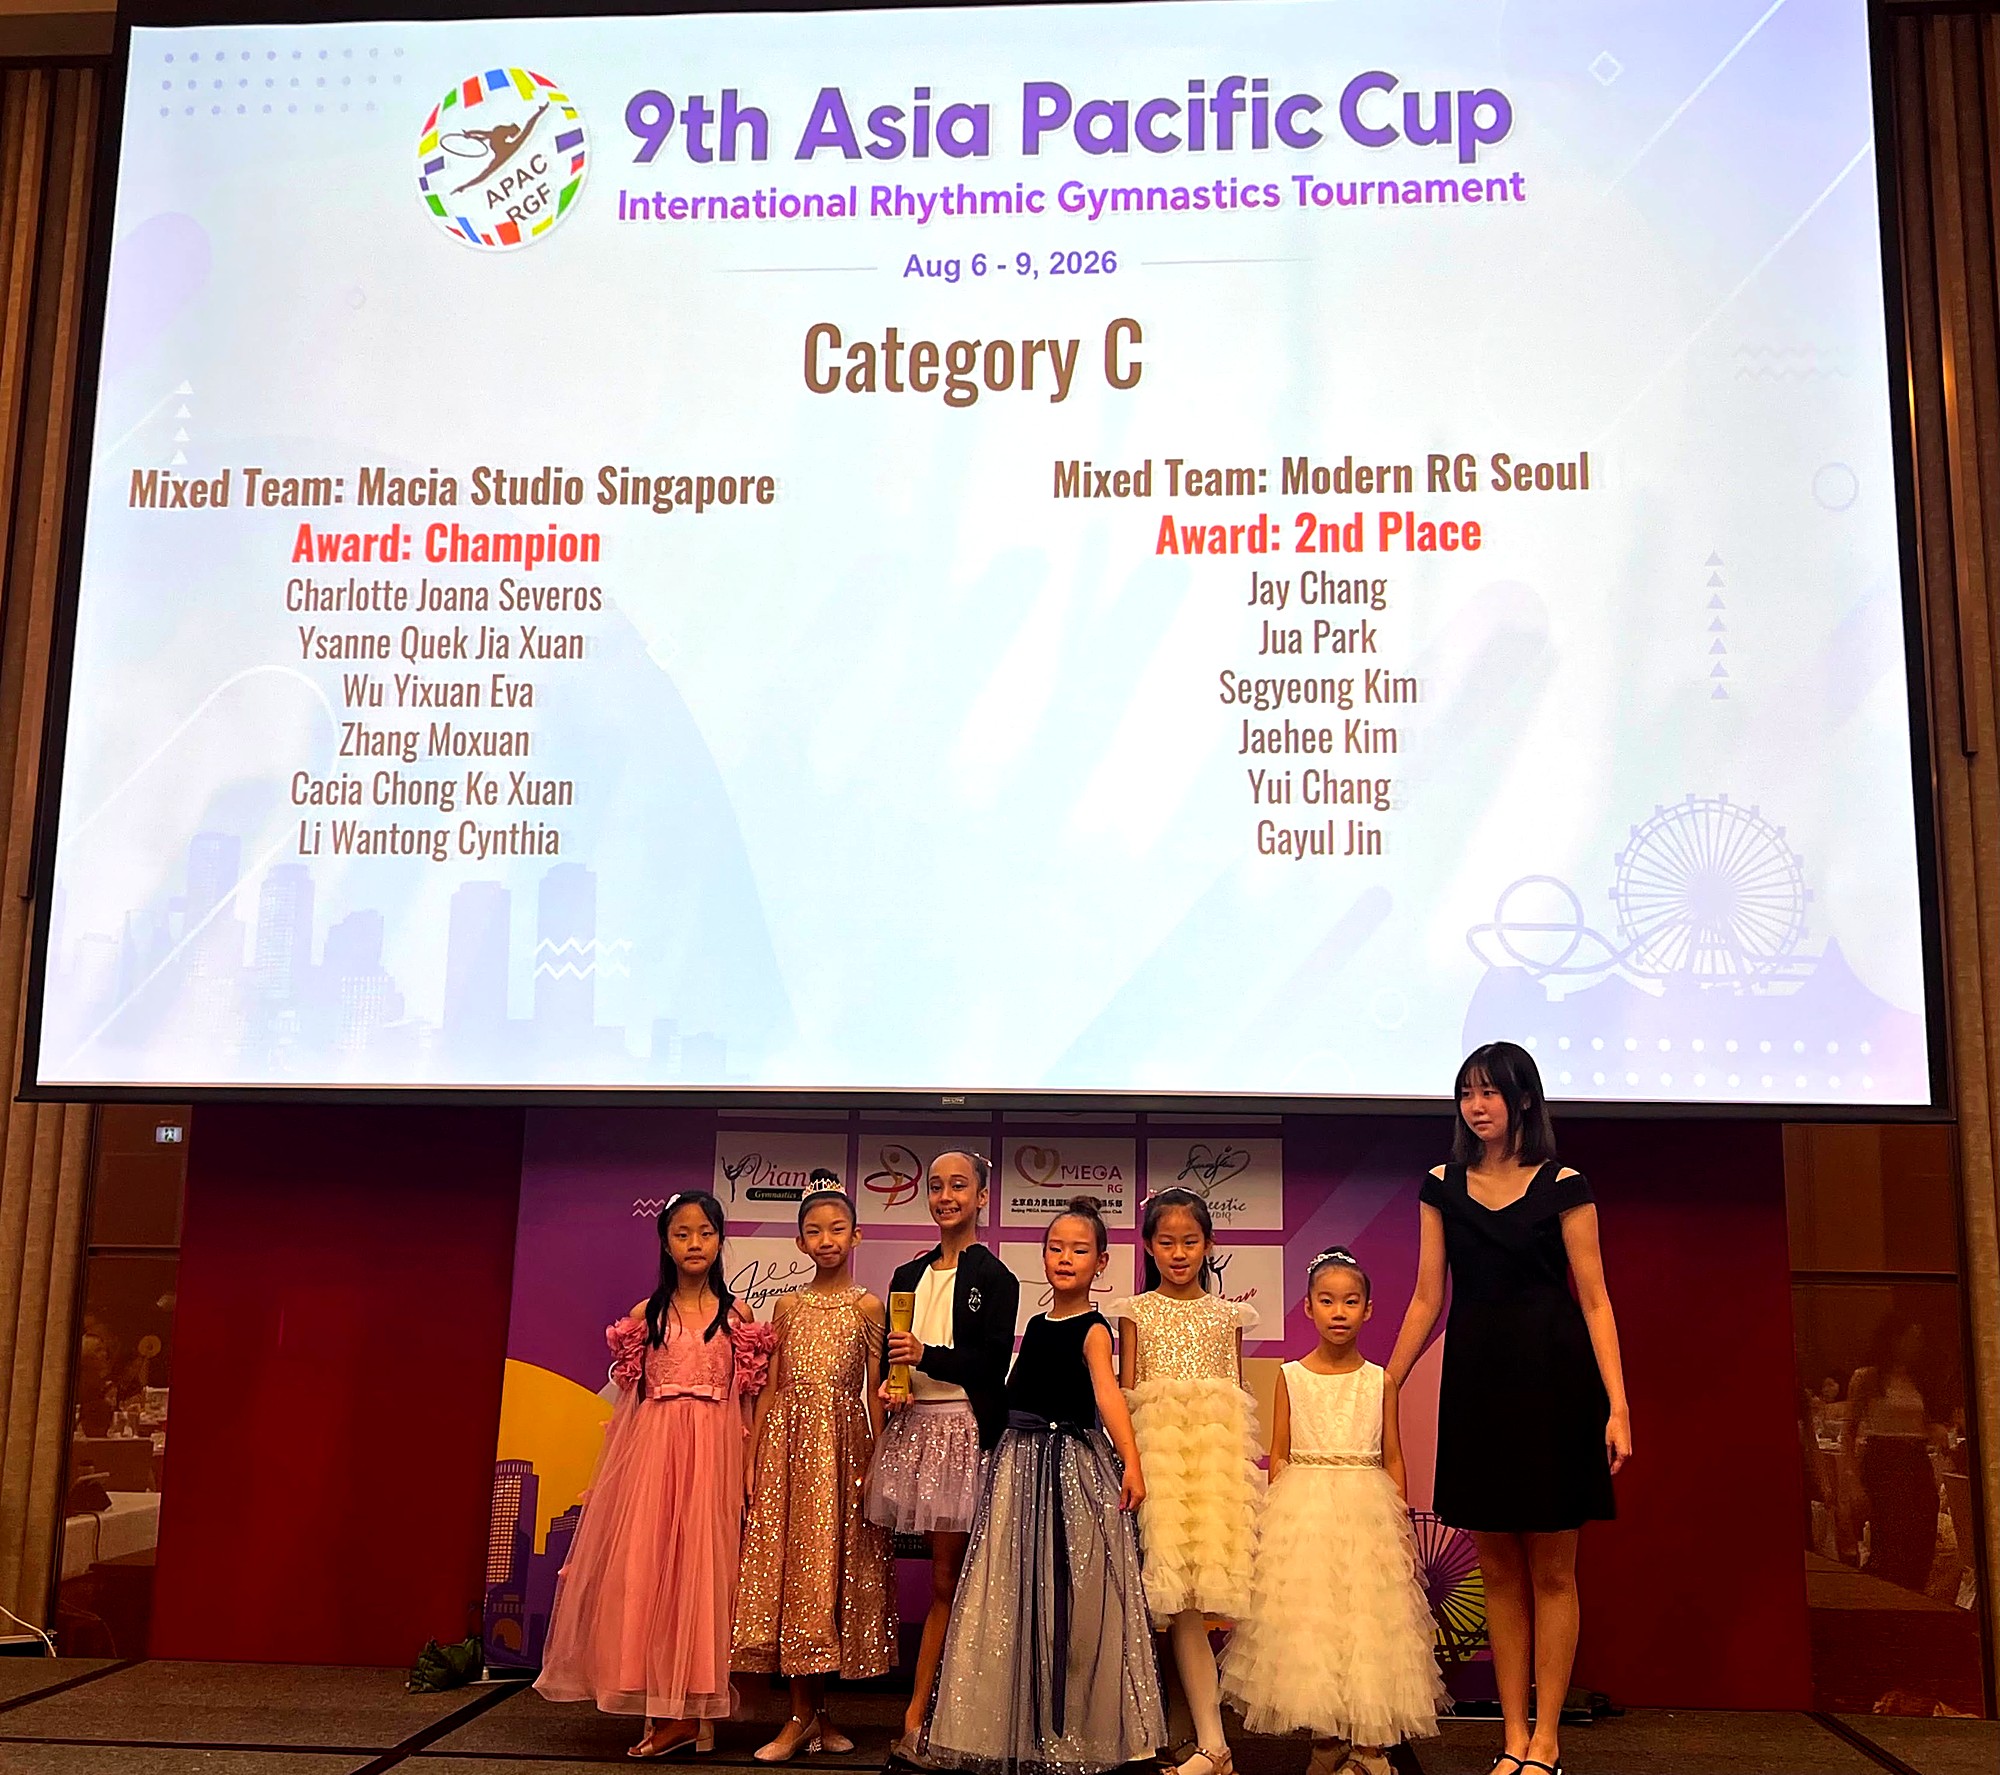 9th Asia Pacific Cup
International Rhythmic Gymnastics Tournament
APAC
RGF
Aug 6 - 9, 2026
Category C
Mixed Team: Macia Studio Singapore
Award: Champion
Charlotte Joana Severos
Ysanne Quek Jia Xuan
Wu Yixuan Eva
Zhang Moxuan
Cacia Chong Ke Xuan
Li Wantong Cynthia
Mixed Team: Modern RG Seoul
Award: 2nd Place
Jay Chang
Jua Park
Segyeong Kim
Jaehee Kim
Yui Chang
Gayul Jin
Gymnastics
MEGA
RG